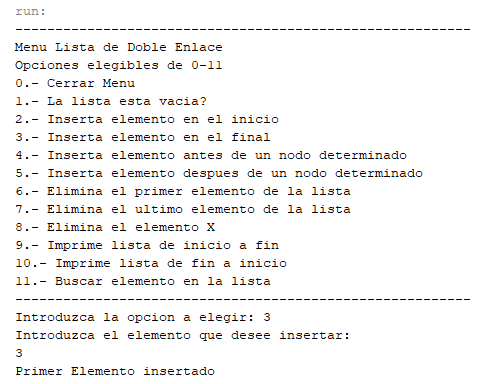 run:
---------------------------------------------------------
Menu Lista de Doble Enlace
Opciones elegibles de 0-11
0.- Cerrar Menu
1.- La lista esta vacia?
2.- Inserta elemento en el inicio
3.- Inserta elemento en el final
4.- Inserta elemento antes de un nodo determinado
5.- Inserta elemento despues de un nodo determinado
6.- Elimina el primer elemento de la lista
7.- Elimina el ultimo elemento de la lista
8.- Elimina el elemento X
9.- Imprime lista de inicio a fin
10.- Imprime lista de fin a inicio
11.- Buscar elemento en la lista
---------------------------------------------------------
Introduzca la opcion a elegir: 3
Introduzca el elemento que desee insertar:
3
Primer Elemento insertado